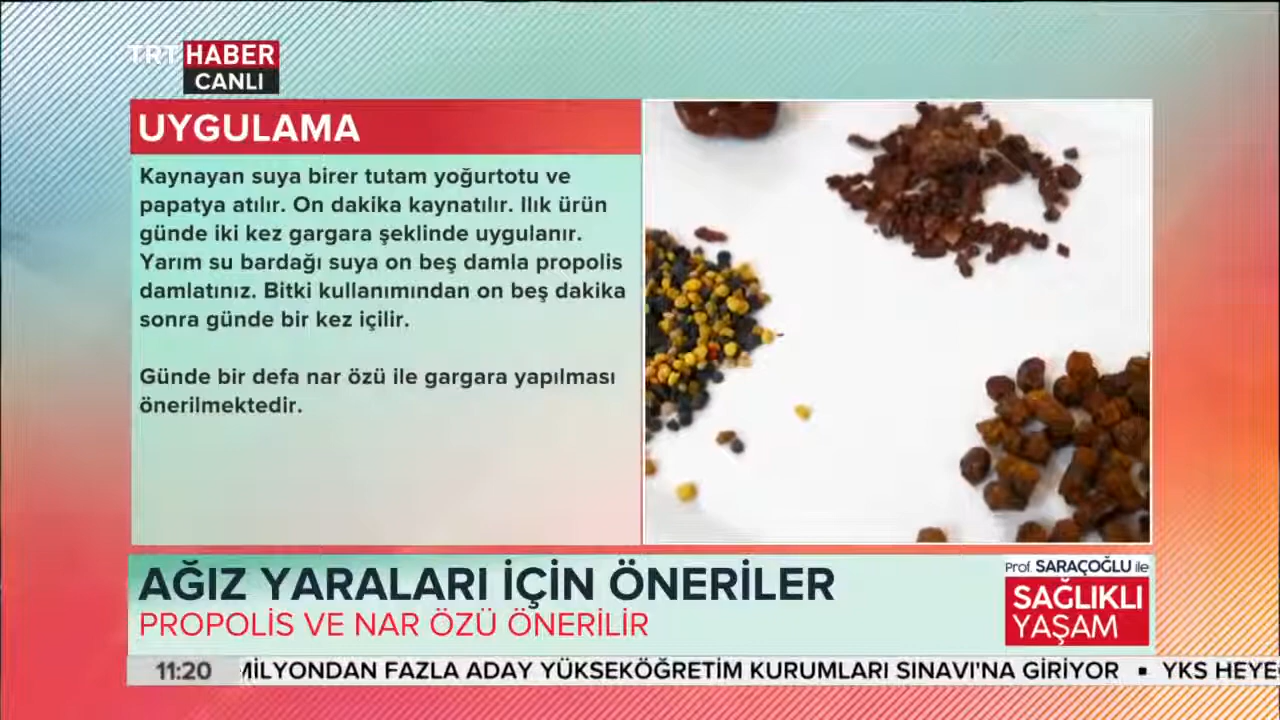 TRT HABER
CANLI
UYGULAMA
Kaynayan suya birer tutam yoğurtotu ve
papatya atılır. On dakika kaynatılır. Ilık ürün
günde iki kez gargara şeklinde uygulanır.
Yarım su bardağı suya on beş damla propolis
damlatınız. Bitki kullanımından on beş dakika
sonra günde bir kez içilir.
Günde bir defa nar özü ile gargara yapılması
önerilmektedir.
AĞIZ YARALARI İÇİN ÖNERİLER
PROPOLİS VE NAR ÖZÜ ÖNERİLİR
Prof. SARAÇOĞLU ile
SAĞLIKLI
YAŞAM
11:20 MİLYONDAN FAZLA ADAY YÜKSEKÖĞRETİM KURUMLARI SINAVI'NA GİRİYOR ▪ YKS HEYE